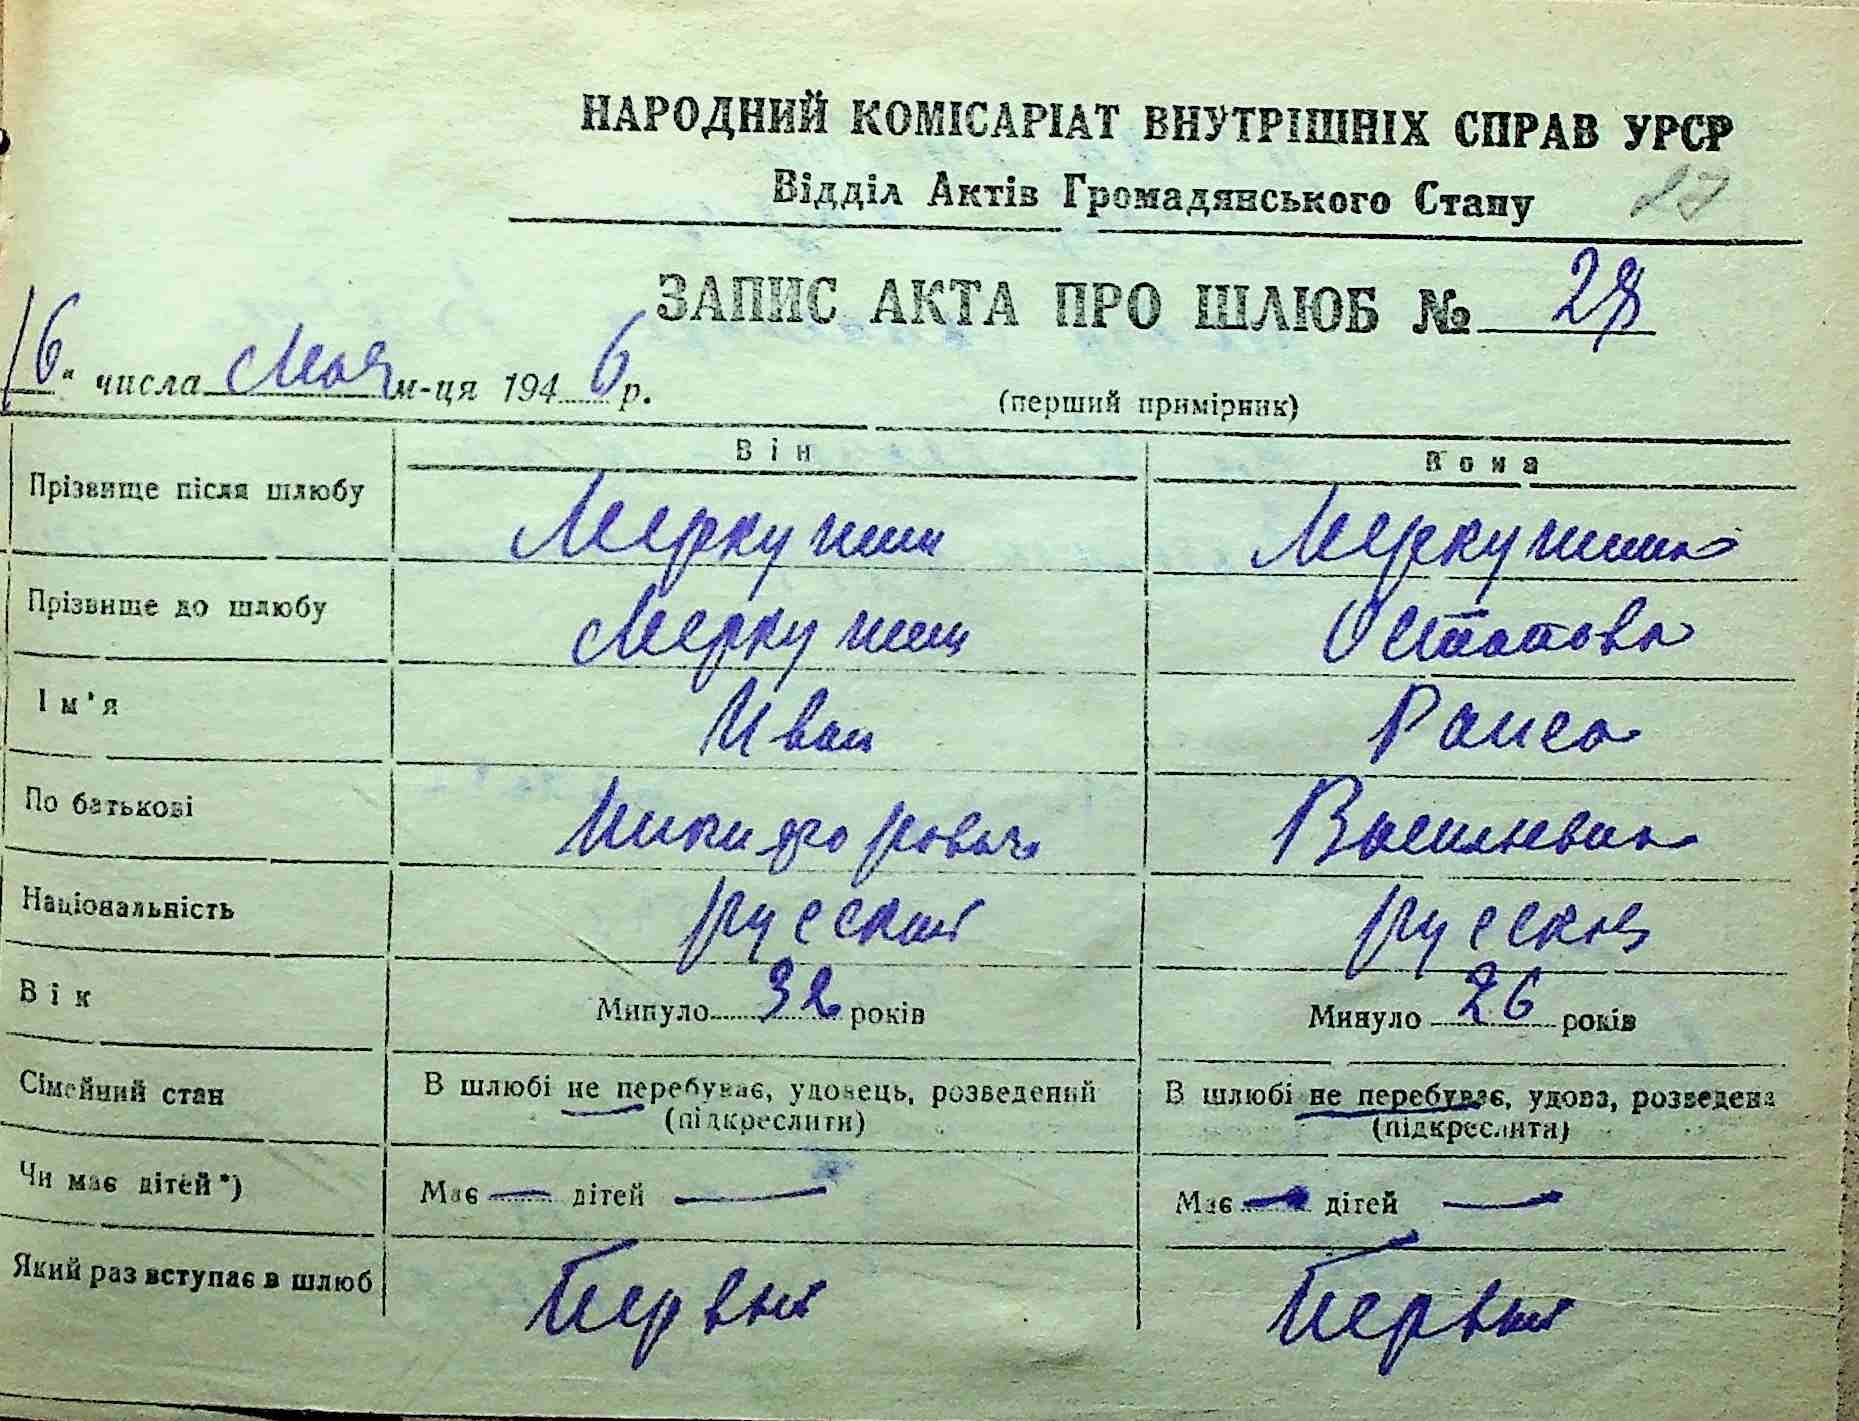 НАРОДНИЙ КОМІСАРІАТ ВНУТРІШНІХ СПРАВ УРСР
Відділ Актів Громадянського Стану
ЗАПИС АКТА ПРО ШЛЮБ №
16 " числа Мая м-ця 1946 р. (перший примірник)
Він Вона
Прізвище після шлюбу Меркушин Меркушина
Прізвище до шлюбу Меркушин
Ім'я Иван Раиса
По батькові Никифорович Васильевна
Національність русский русская
Вік Минуло 32 років Минуло 26 років
Сімейний стан В шлюбі не перебуває, удовець, розведений В шлюбі не перебуває, удова, розведена
(підкреслити) (підкреслити)
Чи має дітей*) Має — дітей — Має — дітей —
Який раз вступає в шлюб Первый Первый